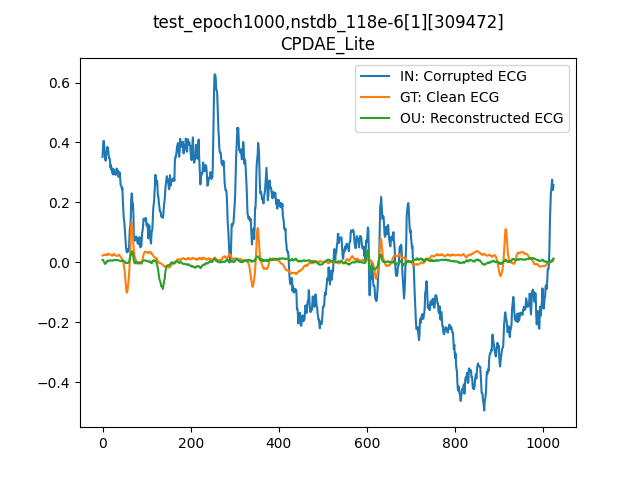 test_epoch1000,nstdb_118e-6[1][309472]
CPDAE_Lite
IN: Corrupted ECG
GT: Clean ECG
OU: Reconstructed ECG
0.6
0.4
0.2
0.0
−0.2
−0.4
0 200 400 600 800 1000